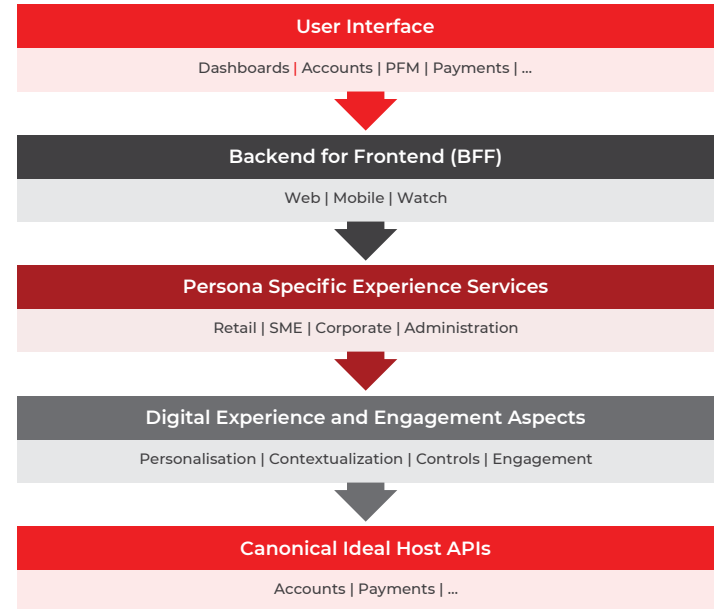 User Interface
Dashboards | Accounts | PFM | Payments | ...
Backend for Frontend (BFF)
Web | Mobile | Watch
Persona Specific Experience Services
Retail | SME | Corporate | Administration
Digital Experience and Engagement Aspects
Personalisation | Contextualization | Controls | Engagement
Canonical Ideal Host APIs
Accounts | Payments | ...